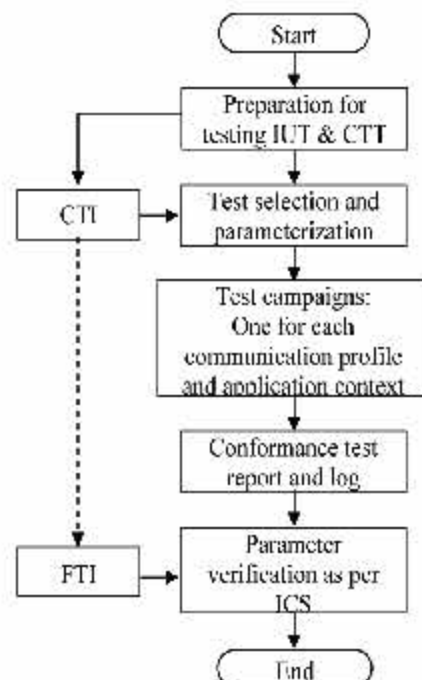 Start
Preparation for
testing IUT & CTT
CTI
Test selection and
parameterization
Test campaigns:
One for each
communication profile
and application context
Conformance test
report and log
FTI
Parameter
verification as per
ICS
End